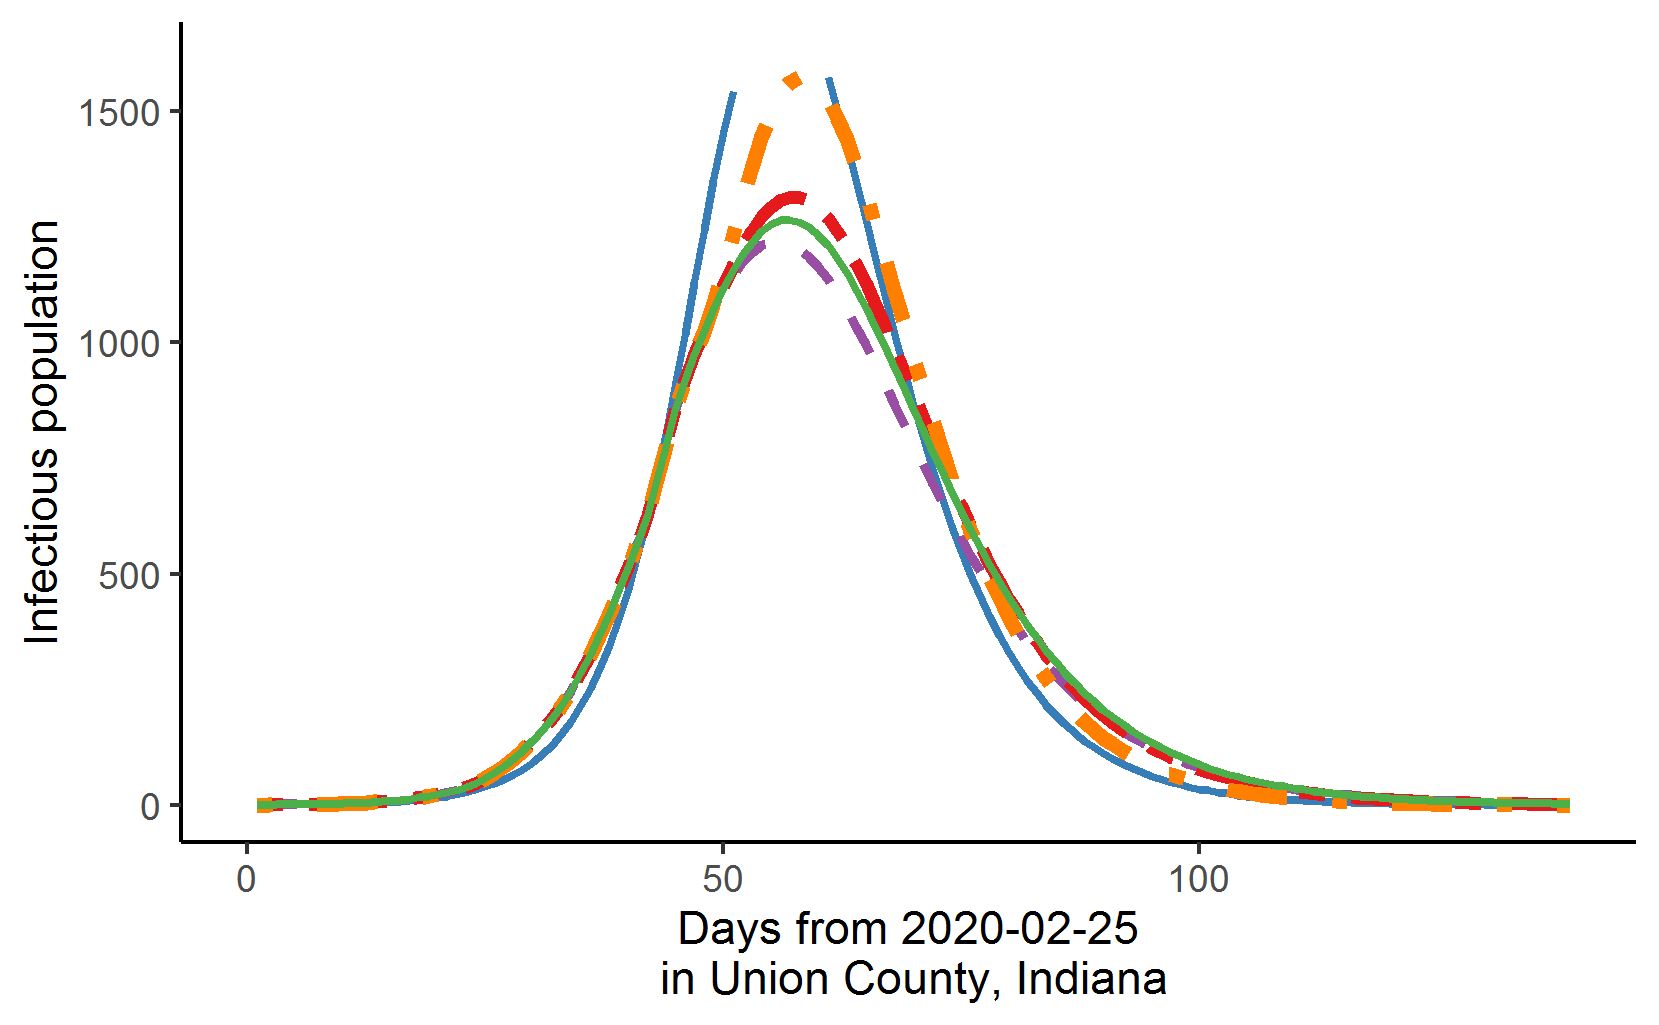 Infectious population
1500
1000
500
0
0 50 100
Days from 2020-02-25
in Union County, Indiana